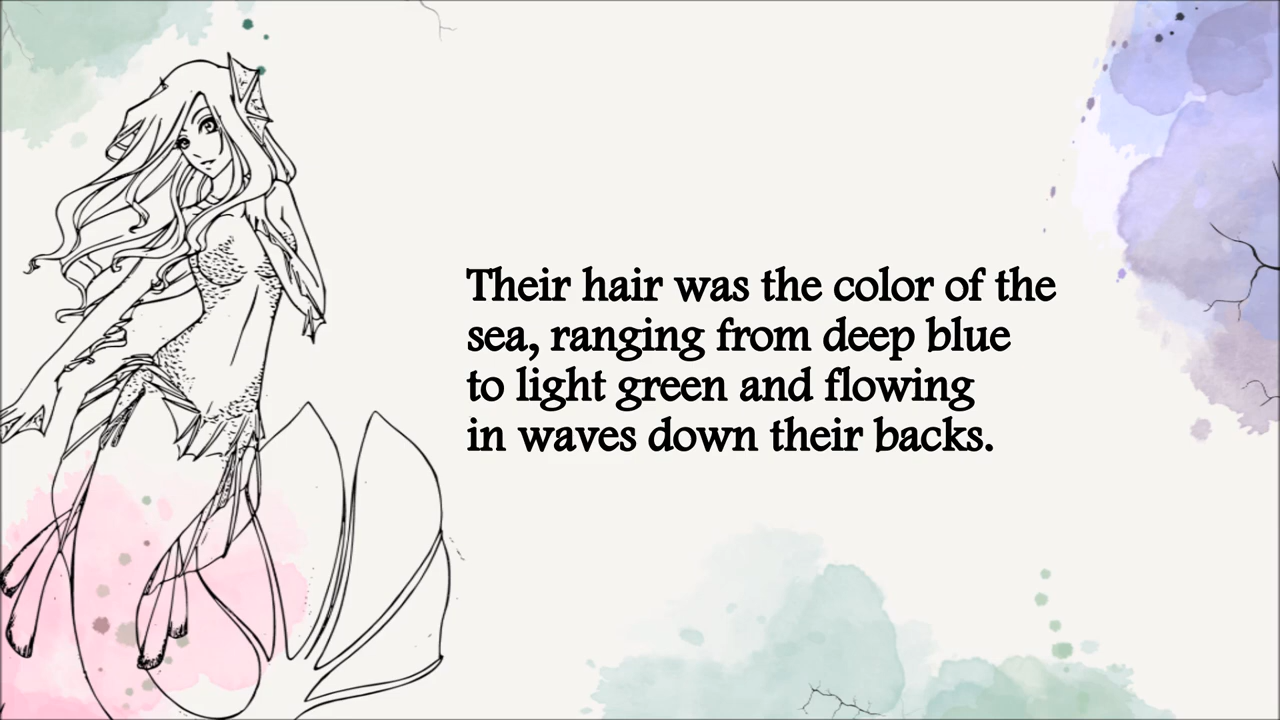 Their hair was the color of the
sea, ranging from deep blue
to light green and flowing
in waves down their backs.